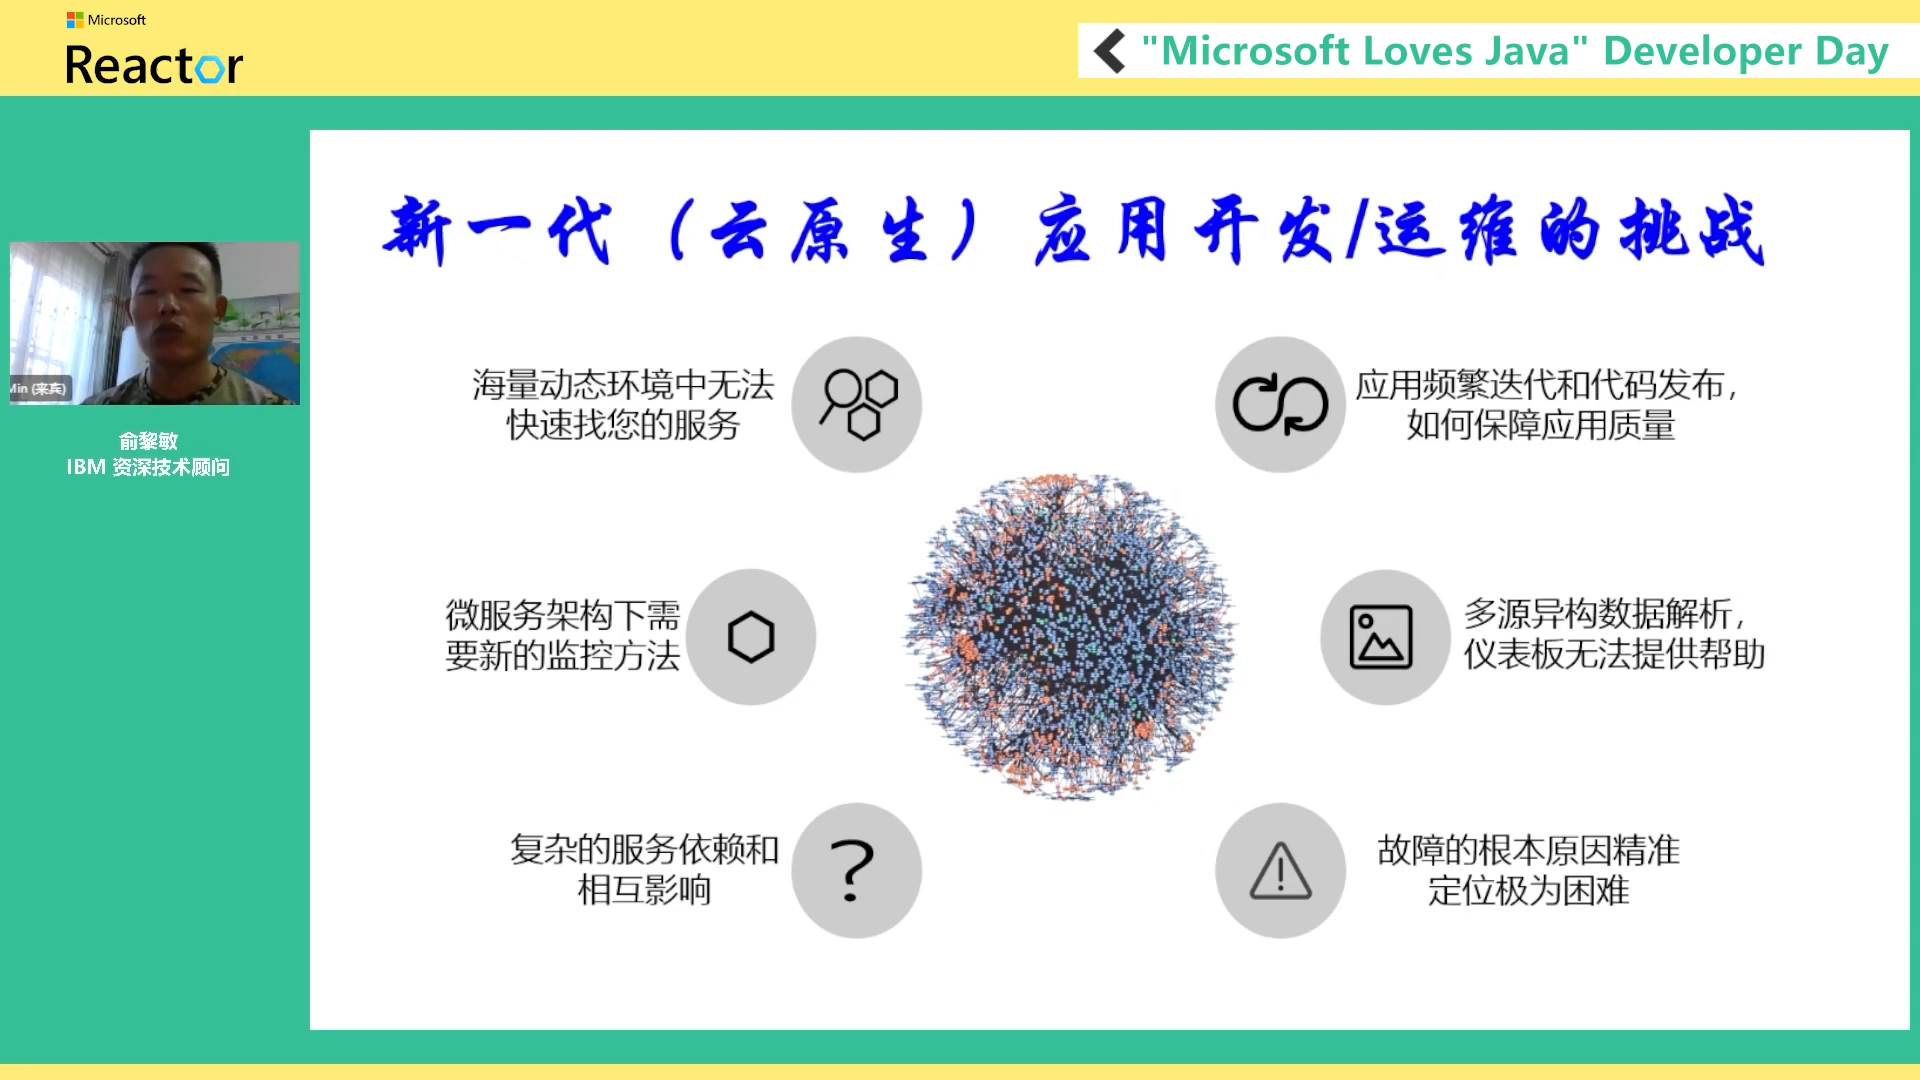 Microsoft
Reactor
"Microsoft Loves Java" Developer Day
Min (来宾)
俞黎敏
IBM 资深技术顾问
新一代（云原生）应用开发/运维的挑战
海量动态环境中无法
快速找您的服务
应用频繁迭代和代码发布，
如何保障应用质量
微服务架构下需
要新的监控方法
多源异构数据解析，
仪表板无法提供帮助
复杂的服务依赖和
相互影响
?
故障的根本原因精准
定位极为困难